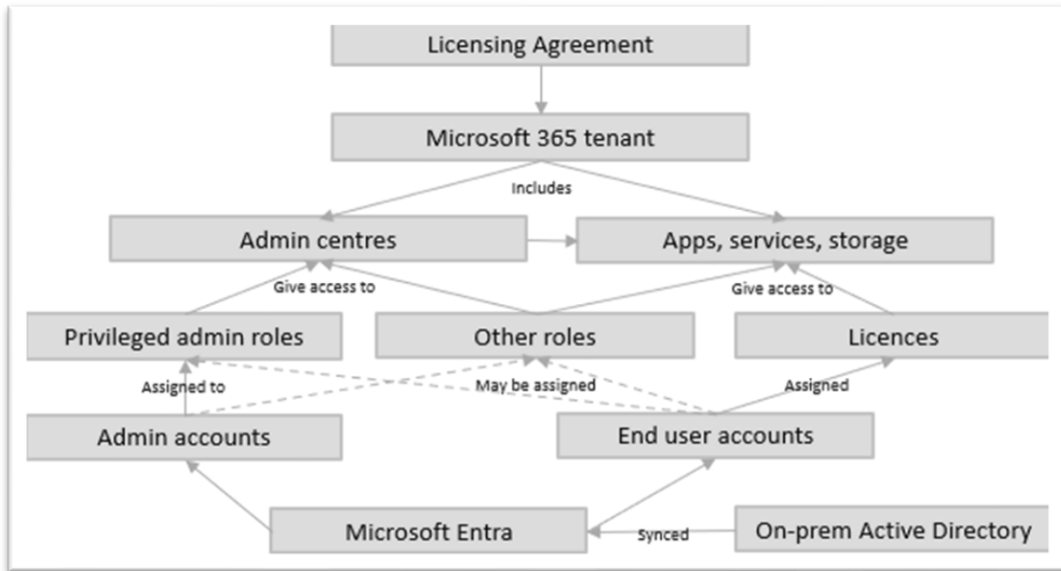 Licensing Agreement
Microsoft 365 tenant
Includes
Admin centres
Apps, services, storage
Give access to
Give access to
Privileged admin roles
Other roles
Licences
Assigned to
May be assigned
Assigned
Admin accounts
End user accounts
Microsoft Entra
Synced
On-prem Active Directory